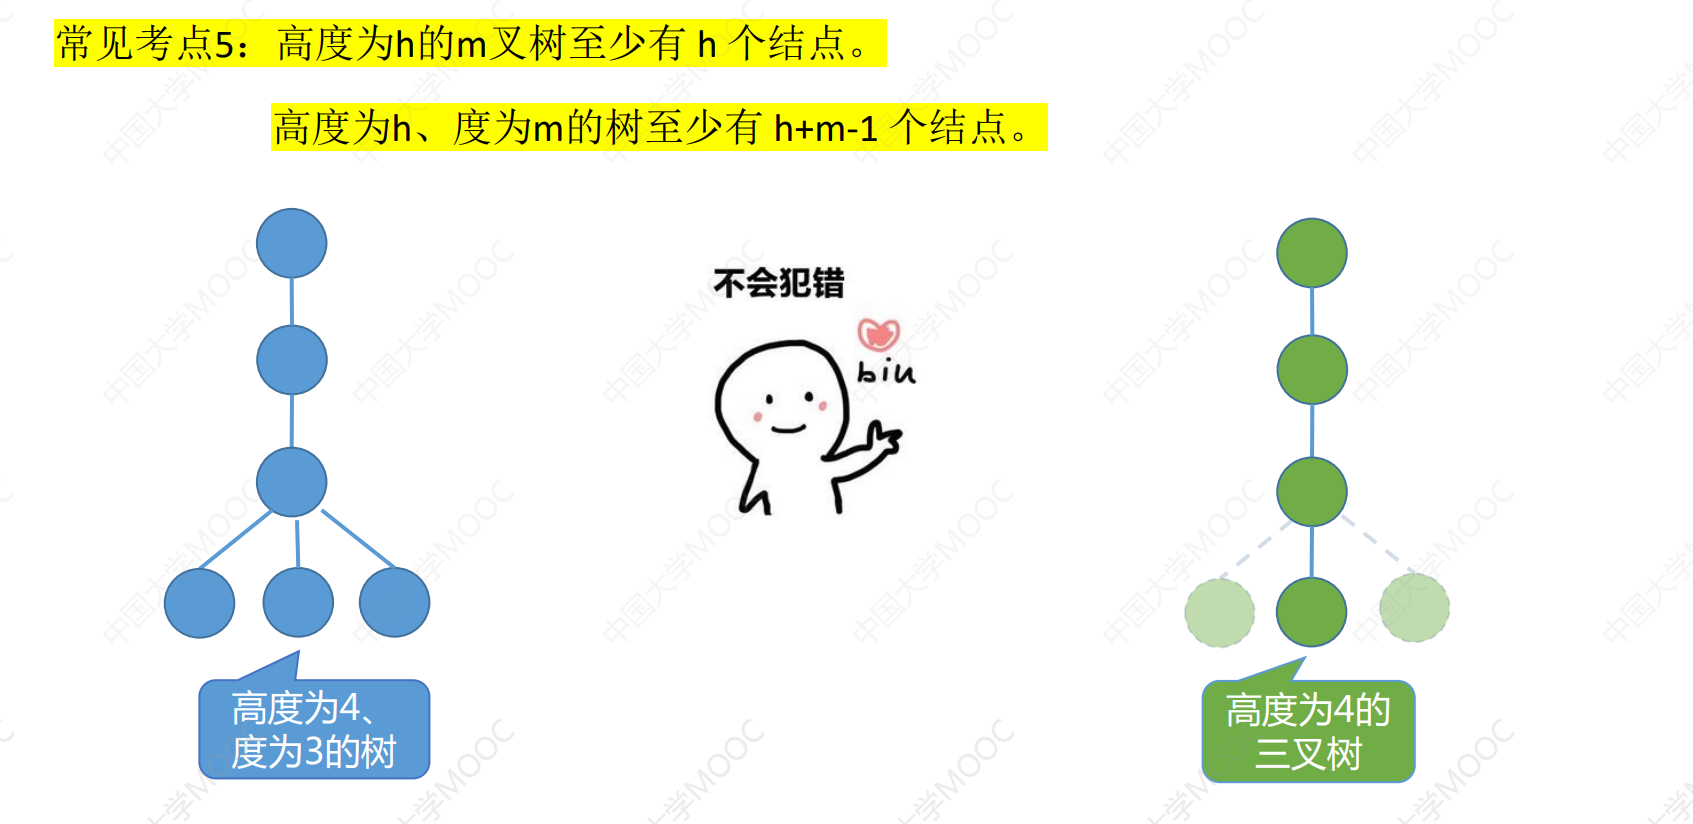 常见考点5：高度为h的m叉树至少有 h 个结点。
高度为h、度为m的树至少有 h+m-1 个结点。
不会犯错
biu
高度为4、
度为3的树
高度为4的
三叉树
中国大学MOOC